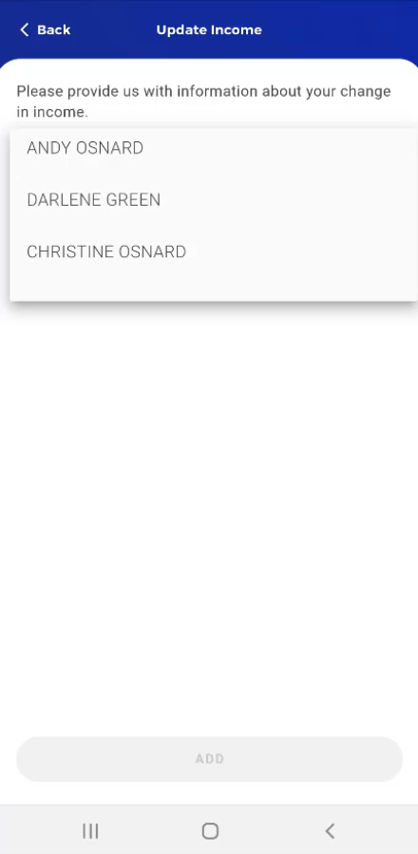 Back
Update Income
Please provide us with information about your change
in income.
ANDY OSNARD
DARLENE GREEN
CHRISTINE OSNARD
ADD